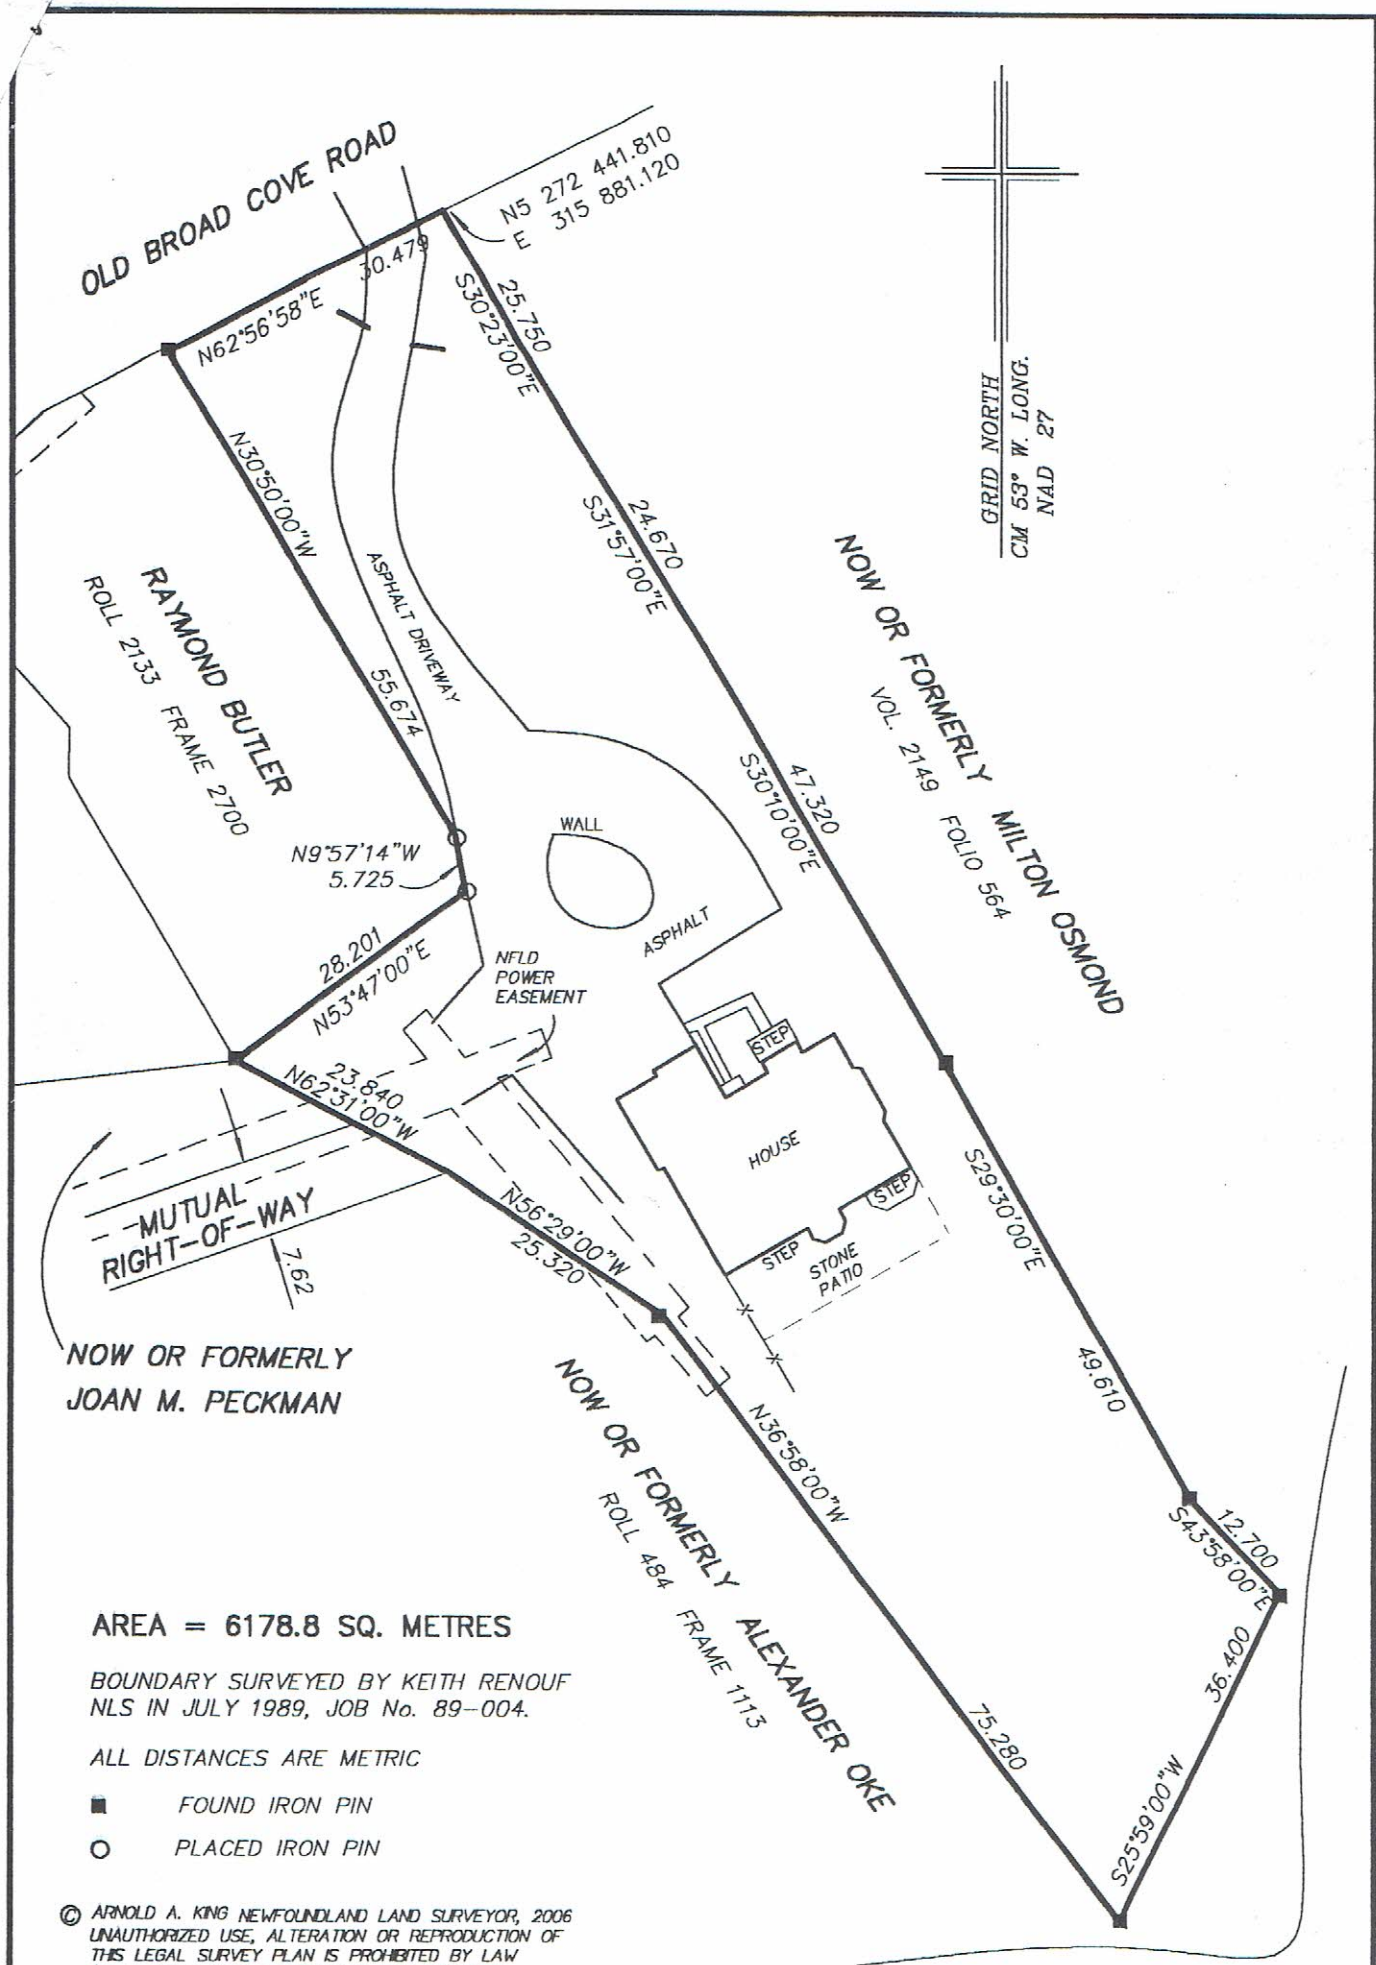 OLD BROAD COVE ROAD
N5 272 441.810
E 315 881.120
30.479
N62°56'58"E
25.750
S30°23'00"E
GRID NORTH
CM 53° W. LONG.
NAD 27
N30°50'00"W
55.674
24.670
S31°57'00"E
ASPHALT DRIVEWAY
RAYMOND BUTLER
ROLL 2133 FRAME 2700
NOW OR FORMERLY MILTON OSMOND
VOL. 2149 FOLIO 564
47.320
S30°10'00"E
WALL
N9°57'14"W
5.725
ASPHALT
28.201
N53°47'00"E
NFLD
POWER
EASEMENT
STEP
23.840
N62°31'00"W
HOUSE
STEP
STEP
STONE
PATIO
MUTUAL
RIGHT-OF-WAY
7.62
N56°29'00"W
25.320
S29°30'00"E
49.610
NOW OR FORMERLY
JOAN M. PECKMAN
NOW OR FORMERLY ALEXANDER OKE
ROLL 484 FRAME 1113
N36°58'00"W
75.280
12.700
S43°58'00"E
36.400
S25°59'00"W
AREA = 6178.8 SQ. METRES
BOUNDARY SURVEYED BY KEITH RENOUF
NLS IN JULY 1989, JOB No. 89-004.
ALL DISTANCES ARE METRIC
FOUND IRON PIN
PLACED IRON PIN
© ARNOLD A. KING NEWFOUNDLAND LAND SURVEYOR, 2006
UNAUTHORIZED USE, ALTERATION OR REPRODUCTION OF
THIS LEGAL SURVEY PLAN IS PROHIBITED BY LAW